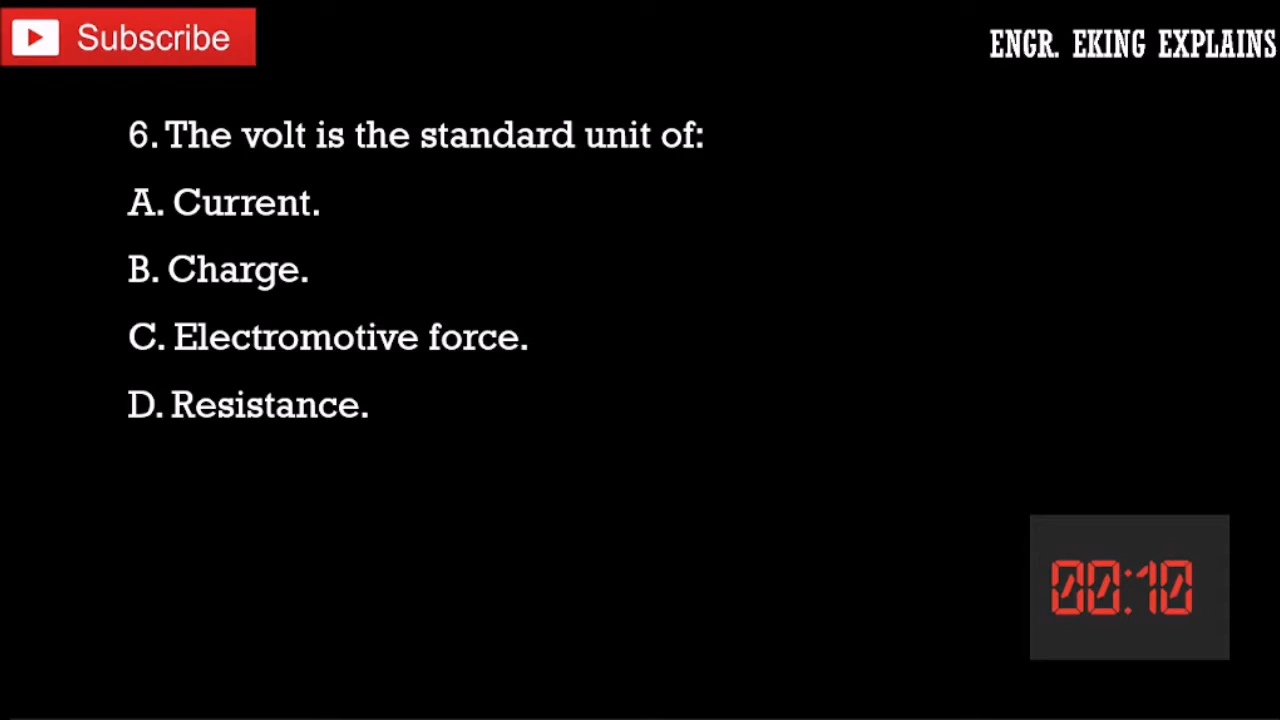 Subscribe
ENGR. EKING EXPLAINS
6. The volt is the standard unit of:
A. Current.
B. Charge.
C. Electromotive force.
D. Resistance.
00:10